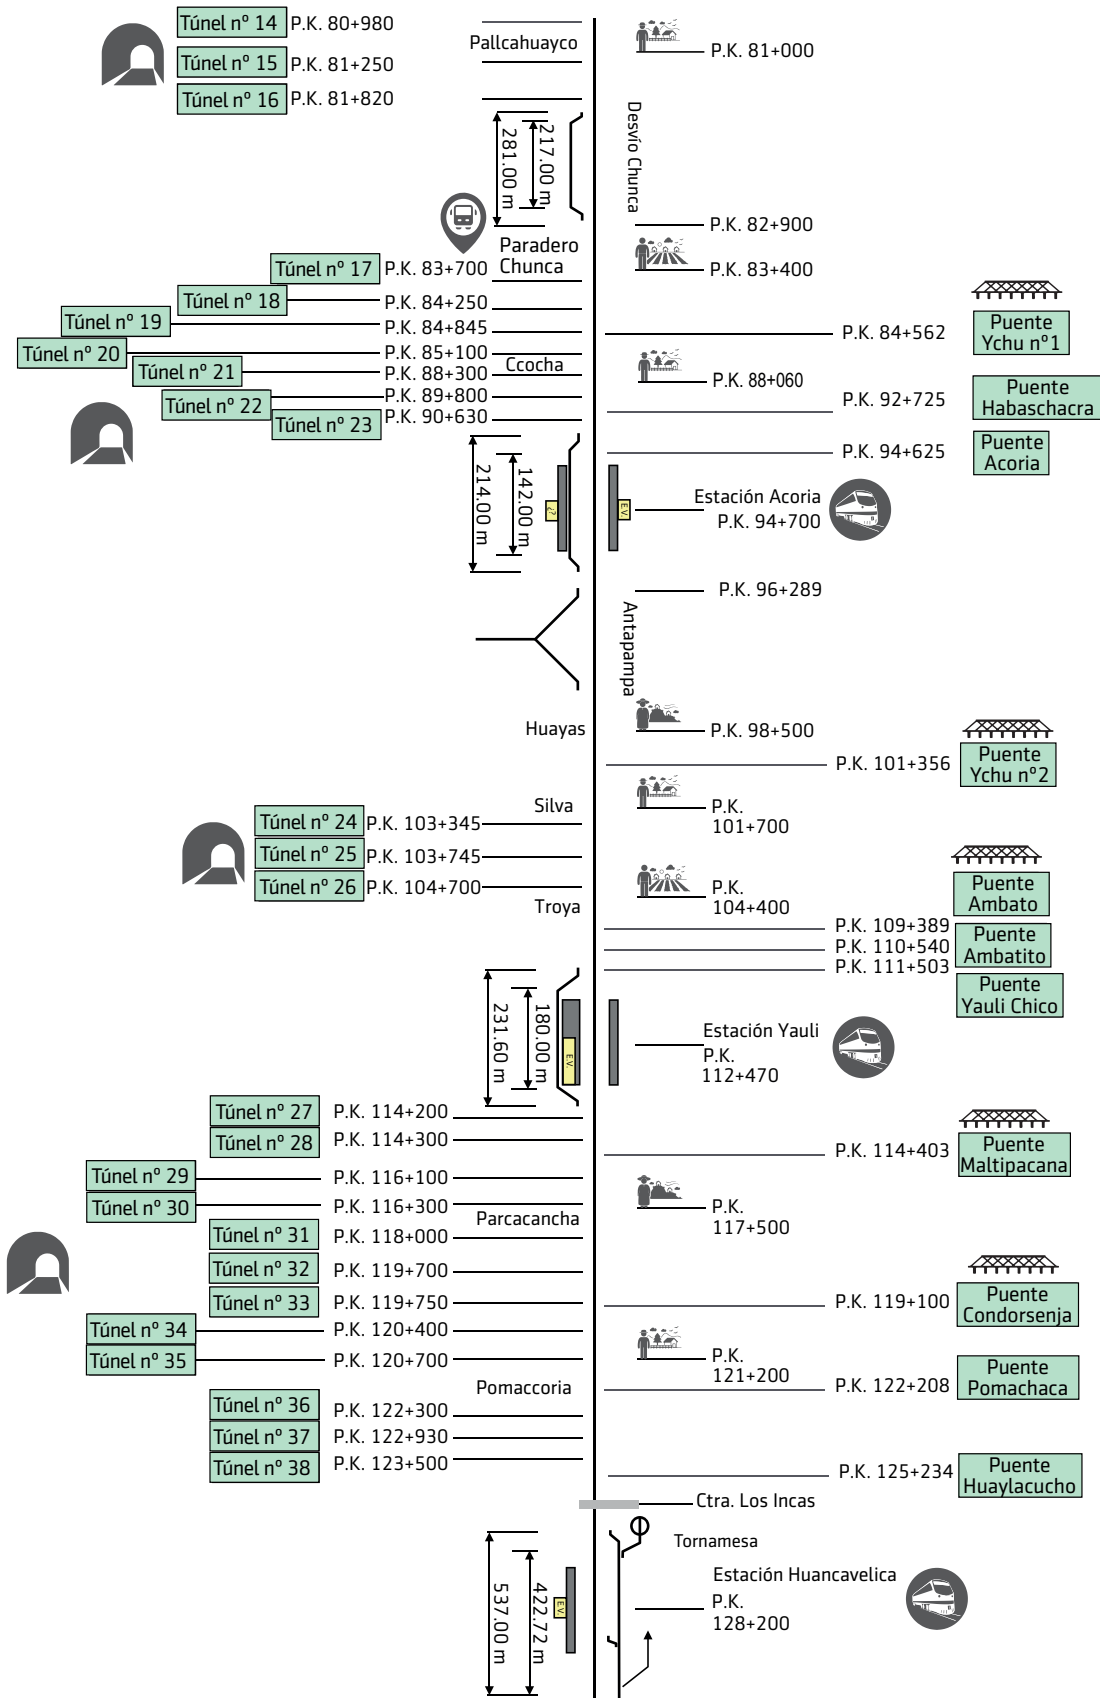 Túnel nº 14 P.K. 80+980
Pallcahuayco
P.K. 81+000
Túnel nº 15 P.K. 81+250
Túnel nº 16 P.K. 81+820
Desvío Chunca
217.00 m
281.00 m
P.K. 82+900
Paradero
Chunca
Túnel nº 17 P.K. 83+700
P.K. 83+400
Túnel nº 18 P.K. 84+250
Túnel nº 19 P.K. 84+845
P.K. 84+562
Puente
Ychu nº1
Túnel nº 20 P.K. 85+100
Ccocha
Túnel nº 21 P.K. 88+300
P.K. 88+060
Túnel nº 22 P.K. 89+800
P.K. 92+725
Puente
Habaschacra
Túnel nº 23 P.K. 90+630
P.K. 94+625
Puente
Acoria
142.00 m
214.00 m
¿?
E.V.
Estación Acoria
P.K. 94+700
P.K. 96+289
Antapampa
Huayas
P.K. 98+500
P.K. 101+356
Puente
Ychu nº2
Silva
P.K.
101+700
Túnel nº 24 P.K. 103+345
Túnel nº 25 P.K. 103+745
Túnel nº 26 P.K. 104+700
Troya
P.K.
104+400
Puente
Ambato
P.K. 109+389
P.K. 110+540
Puente
Ambatito
P.K. 111+503
Puente
Yauli Chico
180.00 m
231.60 m
E.V.
Estación Yauli
P.K.
112+470
Túnel nº 27 P.K. 114+200
Túnel nº 28 P.K. 114+300
P.K. 114+403
Puente
Maltipacana
Túnel nº 29 P.K. 116+100
Túnel nº 30 P.K. 116+300
Parcacancha
P.K.
117+500
Túnel nº 31 P.K. 118+000
Túnel nº 32 P.K. 119+700
Túnel nº 33 P.K. 119+750
P.K. 119+100
Puente
Condorsenja
Túnel nº 34 P.K. 120+400
Túnel nº 35 P.K. 120+700
P.K.
121+200
Pomaccoria
P.K. 122+208
Puente
Pomachaca
Túnel nº 36 P.K. 122+300
Túnel nº 37 P.K. 122+930
Túnel nº 38 P.K. 123+500
P.K. 125+234
Puente
Huaylacucho
Ctra. Los Incas
Tornamesa
422.72 m
537.00 m
E.V.
Estación Huancavelica
P.K.
128+200